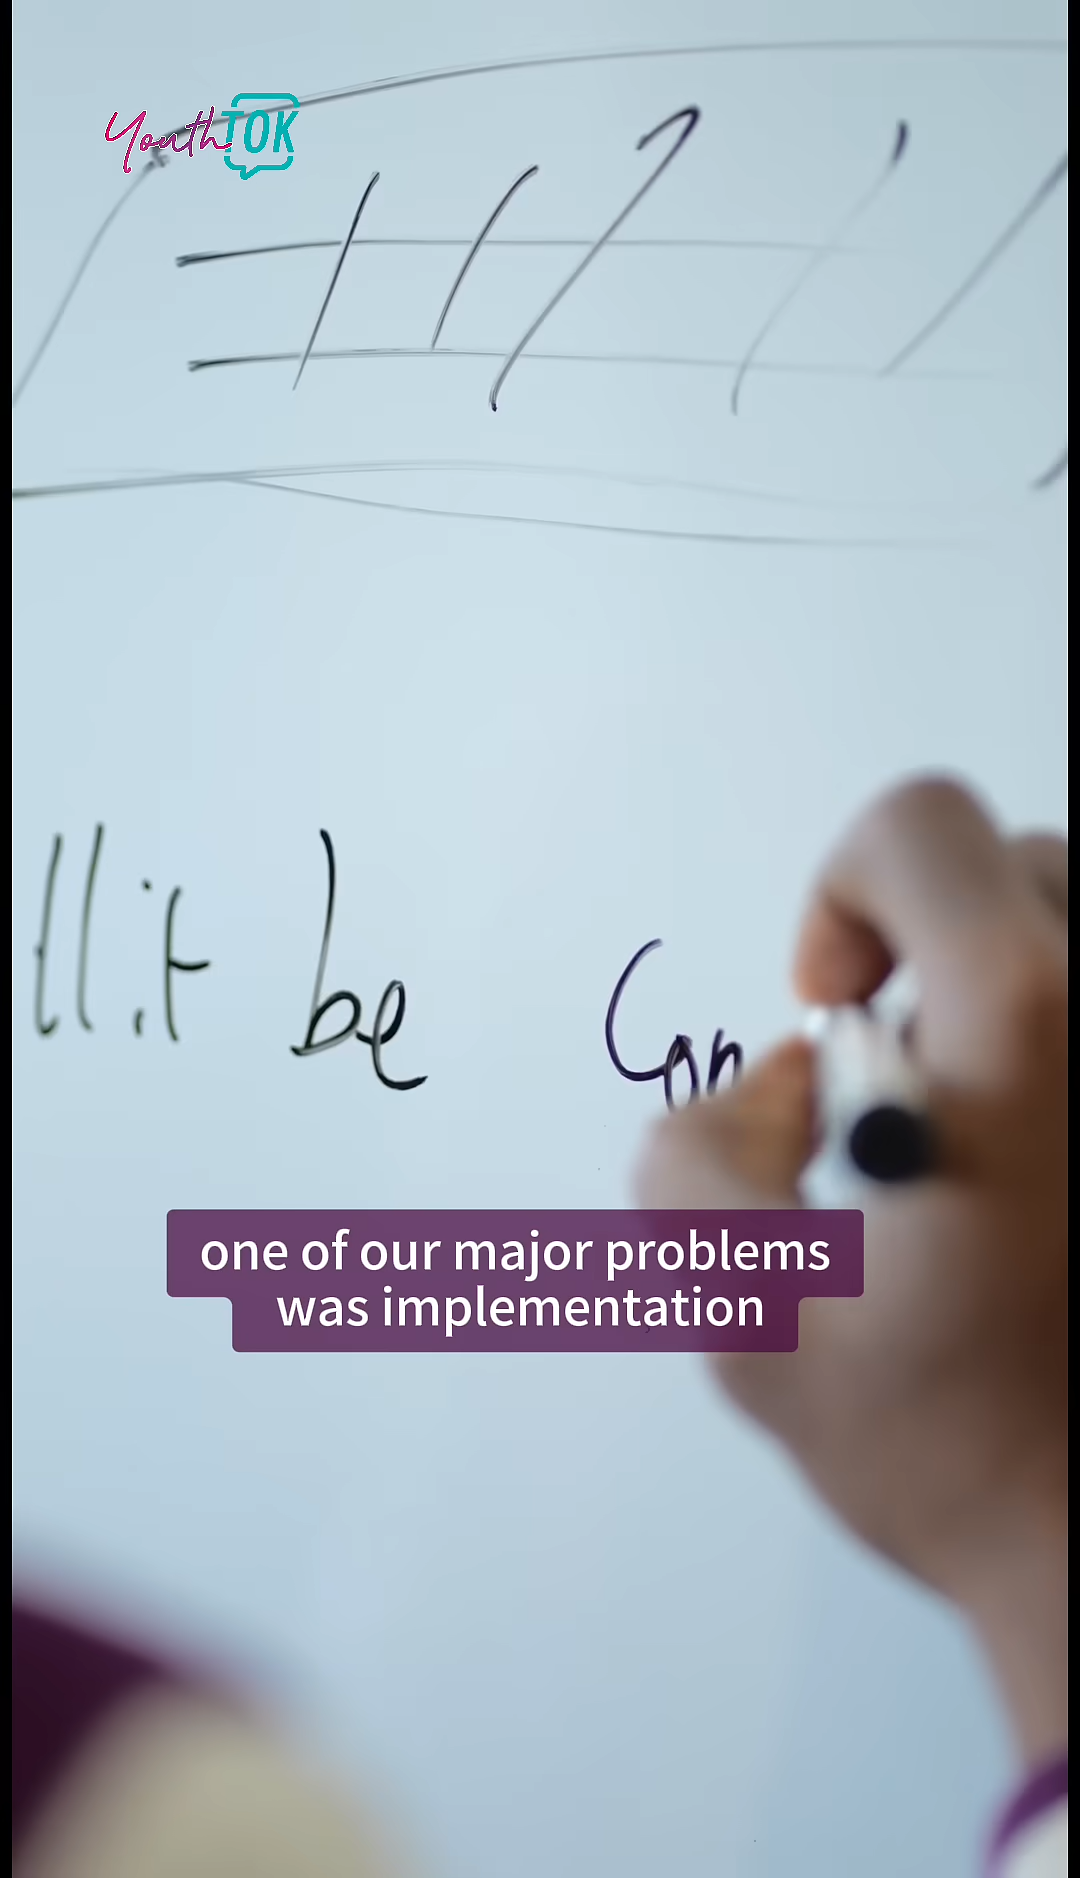 YouthTOK
ll it be Con
one of our major problems
was implementation